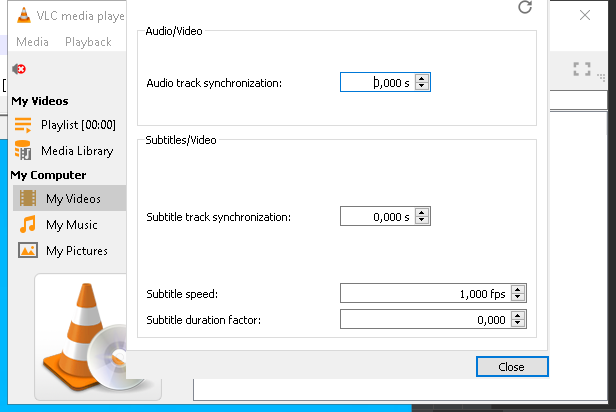 VLC media playe
Media Playback
My Videos
Playlist [00:00]
Media Library
My Computer
My Videos
My Music
My Pictures
Audio/Video
Audio track synchronization: 0,000 s
Subtitles/Video
Subtitle track synchronization: 0,000 s
Subtitle speed: 1,000 fps
Subtitle duration factor: 0,000
Close